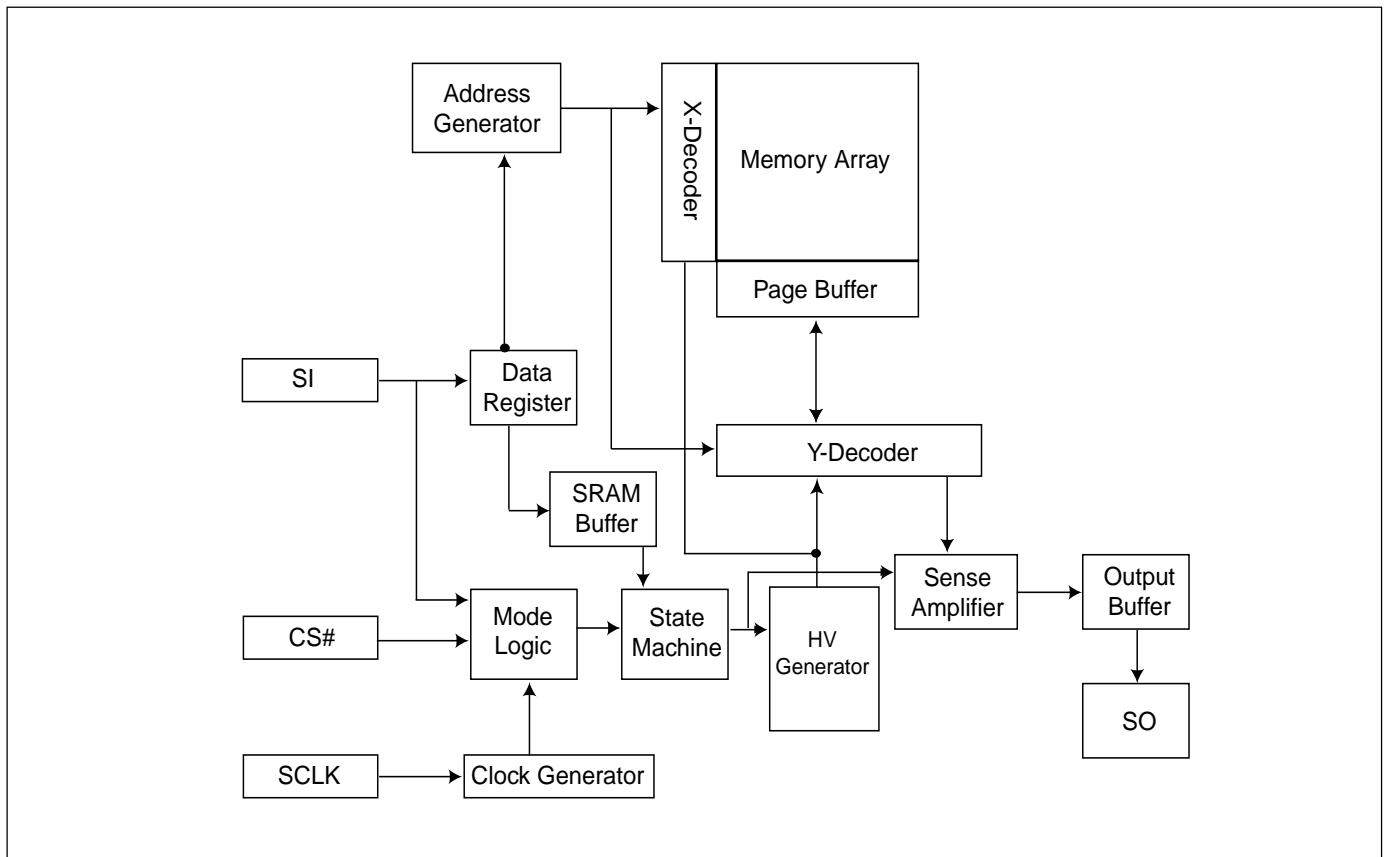 Address
Generator
X-Decoder
Memory Array
Page Buffer
SI
Data
Register
Y-Decoder
SRAM
Buffer
Sense
Amplifier
Output
Buffer
CS#
Mode
Logic
State
Machine
HV
Generator
SO
SCLK
Clock Generator